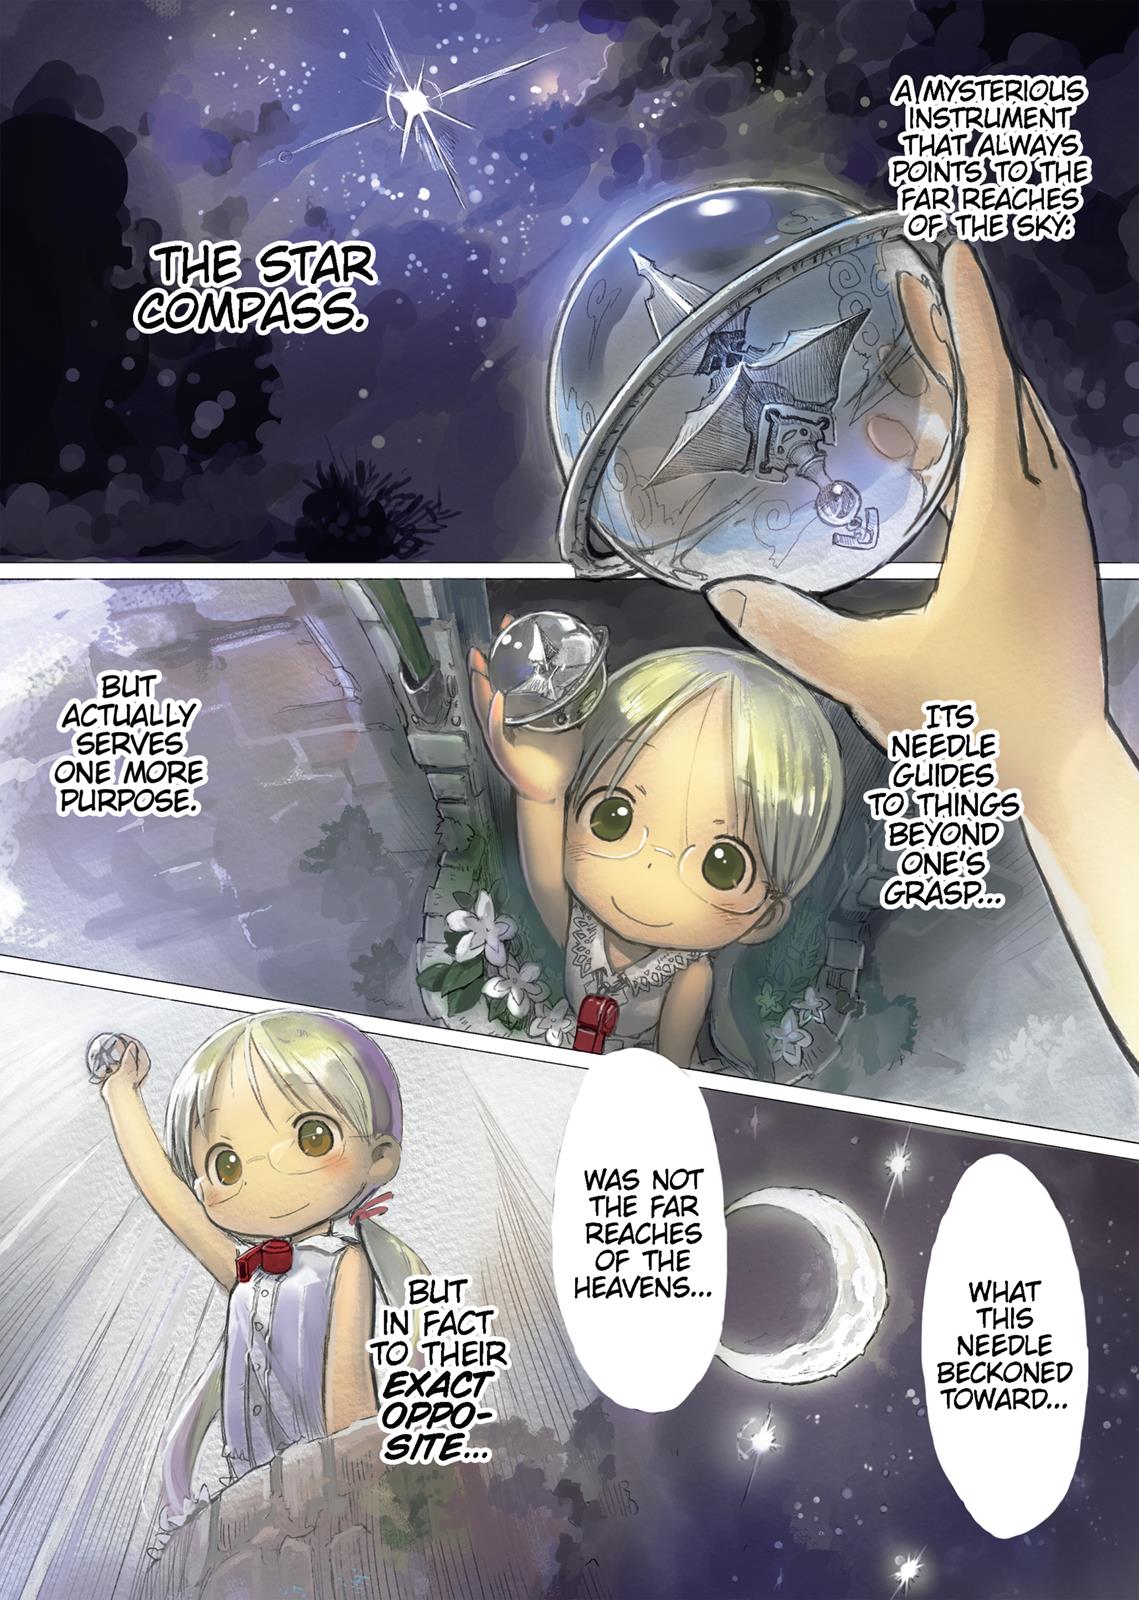 A MYSTERIOUS
INSTRUMENT
THAT ALWAYS
POINTS TO THE
FAR REACHES
OF THE SKY:
THE STAR
COMPASS.
ITS
NEEDLE
GUIDES
TO THINGS
BEYOND
ONE'S
GRASP...
BUT
ACTUALLY
SERVES
ONE MORE
PURPOSE.
WHAT
THIS
NEEDLE
BECKONED
TOWARD...
WAS NOT
THE FAR
REACHES
OF THE
HEAVENS...
BUT
IN FACT
TO THEIR
EXACT
OPPO-
SITE...